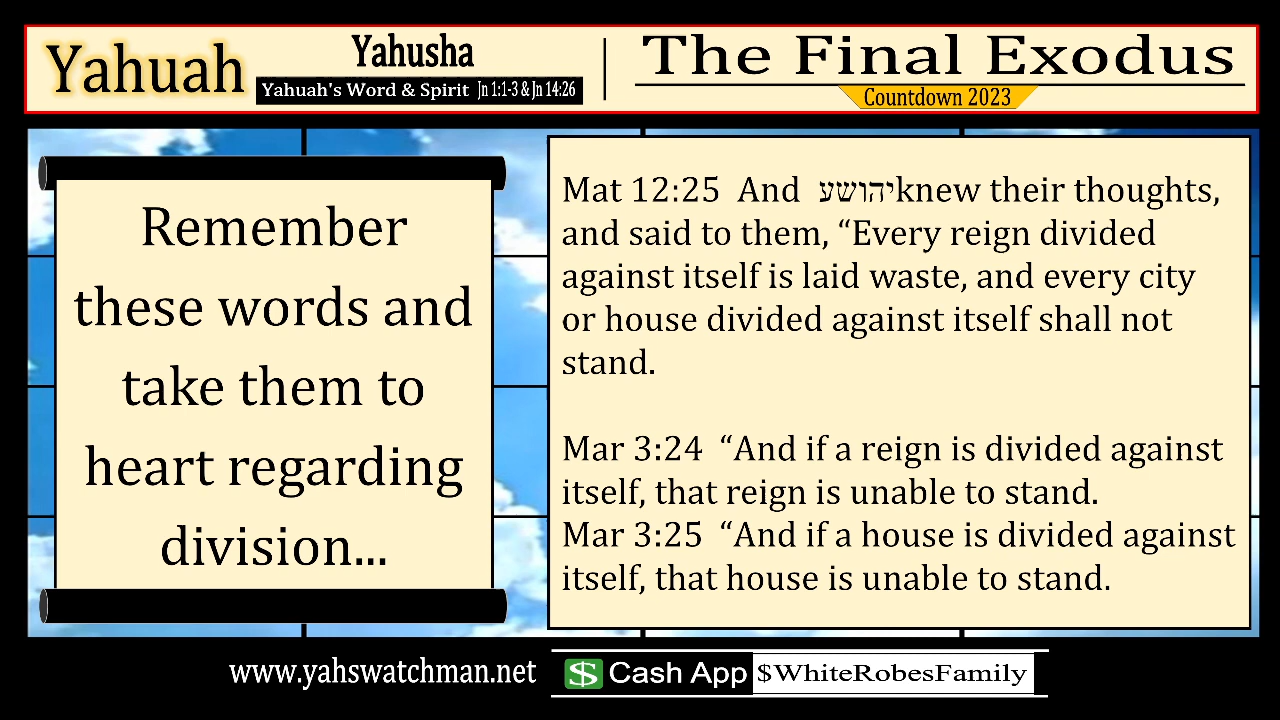 Yahuah
Yahusha
Yahuah's Word & Spirit Jn 1:1-3 & Jn 14:26
The Final Exodus
Countdown 2023
Remember
these words and
take them to
heart regarding
division...
Mat 12:25 And יהושעknew their thoughts,
and said to them, “Every reign divided
against itself is laid waste, and every city
or house divided against itself shall not
stand.
Mar 3:24 “And if a reign is divided against
itself, that reign is unable to stand.
Mar 3:25 “And if a house is divided against
itself, that house is unable to stand.
www.yahswatchman.net
$ Cash App $WhiteRobesFamily